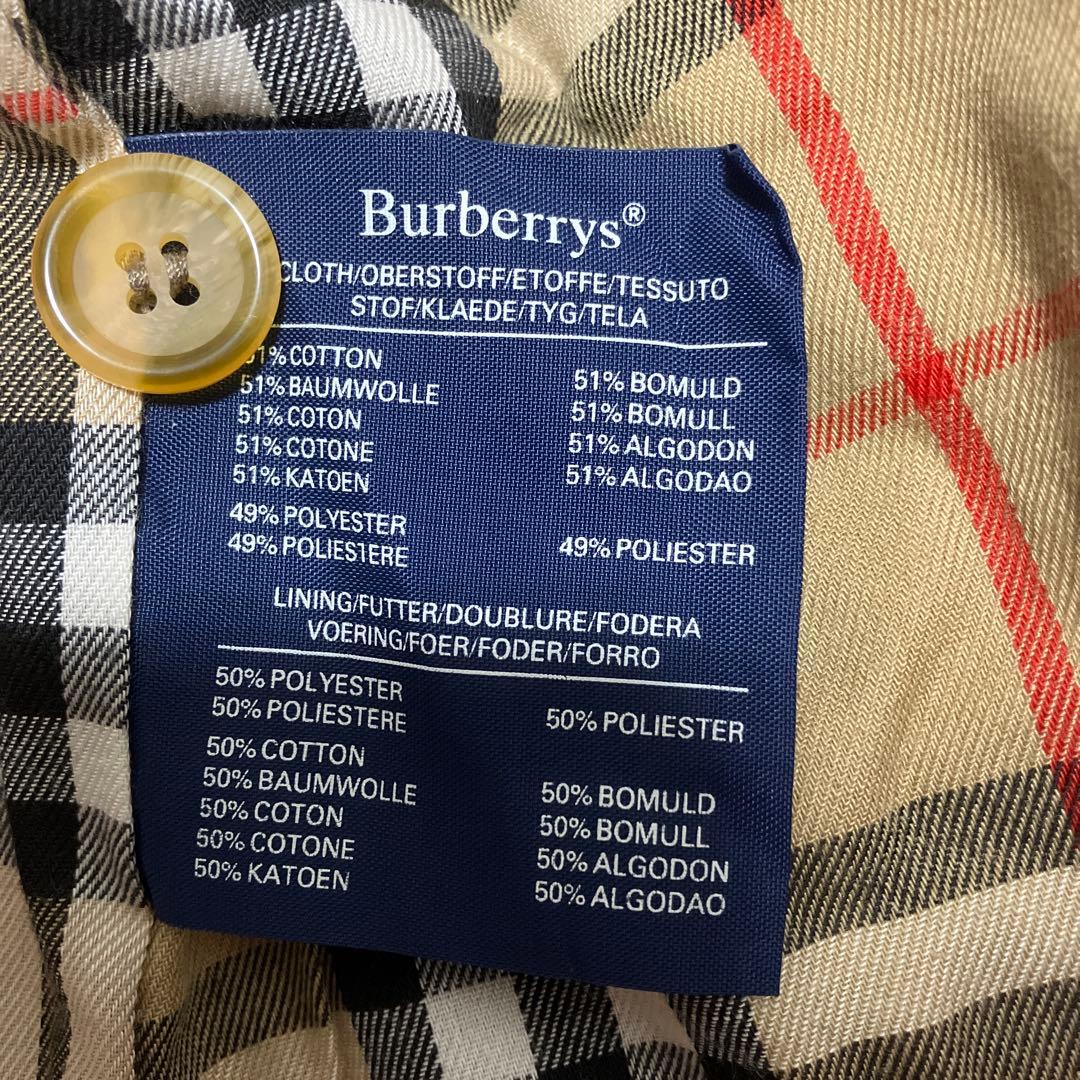 Burberrys®
CLOTH/OBERSTOFF/ETOFFE/TESSUTO
STOF/KLAEDE/TYG/TELA
51% COTTON
51% BAUMWOLLE
51% COTON
51% COTONE
51% KATOEN
51% BOMULD
51% BOMULL
51% ALGODON
51% ALGODAO
49% POLYESTER
49% POLIESTERE
49% POLIESTER
LINING/FUTTER/DOUBLURE/FODERA
VOERING/FOER/FODER/FORRO
50% POLYESTER
50% POLIESTERE
50% POLIESTER
50% COTTON
50% BAUMWOLLE
50% COTON
50% COTONE
50% KATOEN
50% BOMULD
50% BOMULL
50% ALGODON
50% ALGODAO